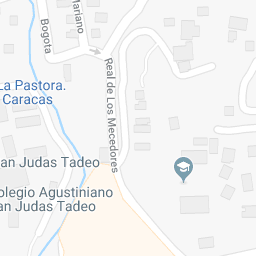 Mariano
Bogota
Real de Los Mecedores
La Pastora.
Caracas
an Judas Tadeo
olegio Agustiniano
an Judas Tadeo